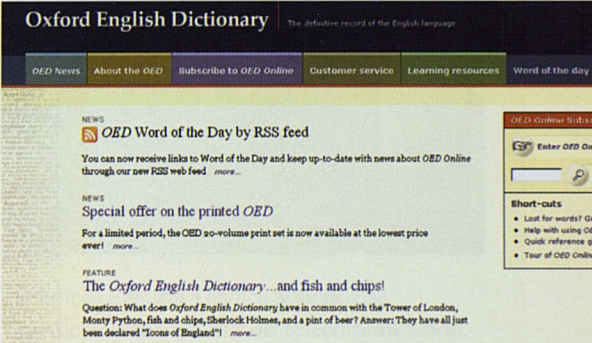 Oxford English Dictionary
The definitive record of the English language
OED News
About the OED
Subscribe to OED Online
Customer service
Learning resources
Word of the day
NEWS
OED Word of the Day by RSS feed
You can now receive links to Word of the Day and keep up-to-date with news about OED Online
through our new RSS web feed more...
NEWS
Special offer on the printed OED
For a limited period, the OED 20-volume print set is now available at the lowest price
ever! more...
FEATURE
The Oxford English Dictionary...and fish and chips!
Question: What does Oxford English Dictionary have in common with the Tower of London,
Monty Python, fish and chips, Sherlock Holmes, and a pint of beer? Answer: They have all just
been declared "Icons of England"! more...
OED Online Subs
Enter OED On
Short-cuts
Lost for words? G
Help with using OE
Quick reference g
Tour of OED Onlin